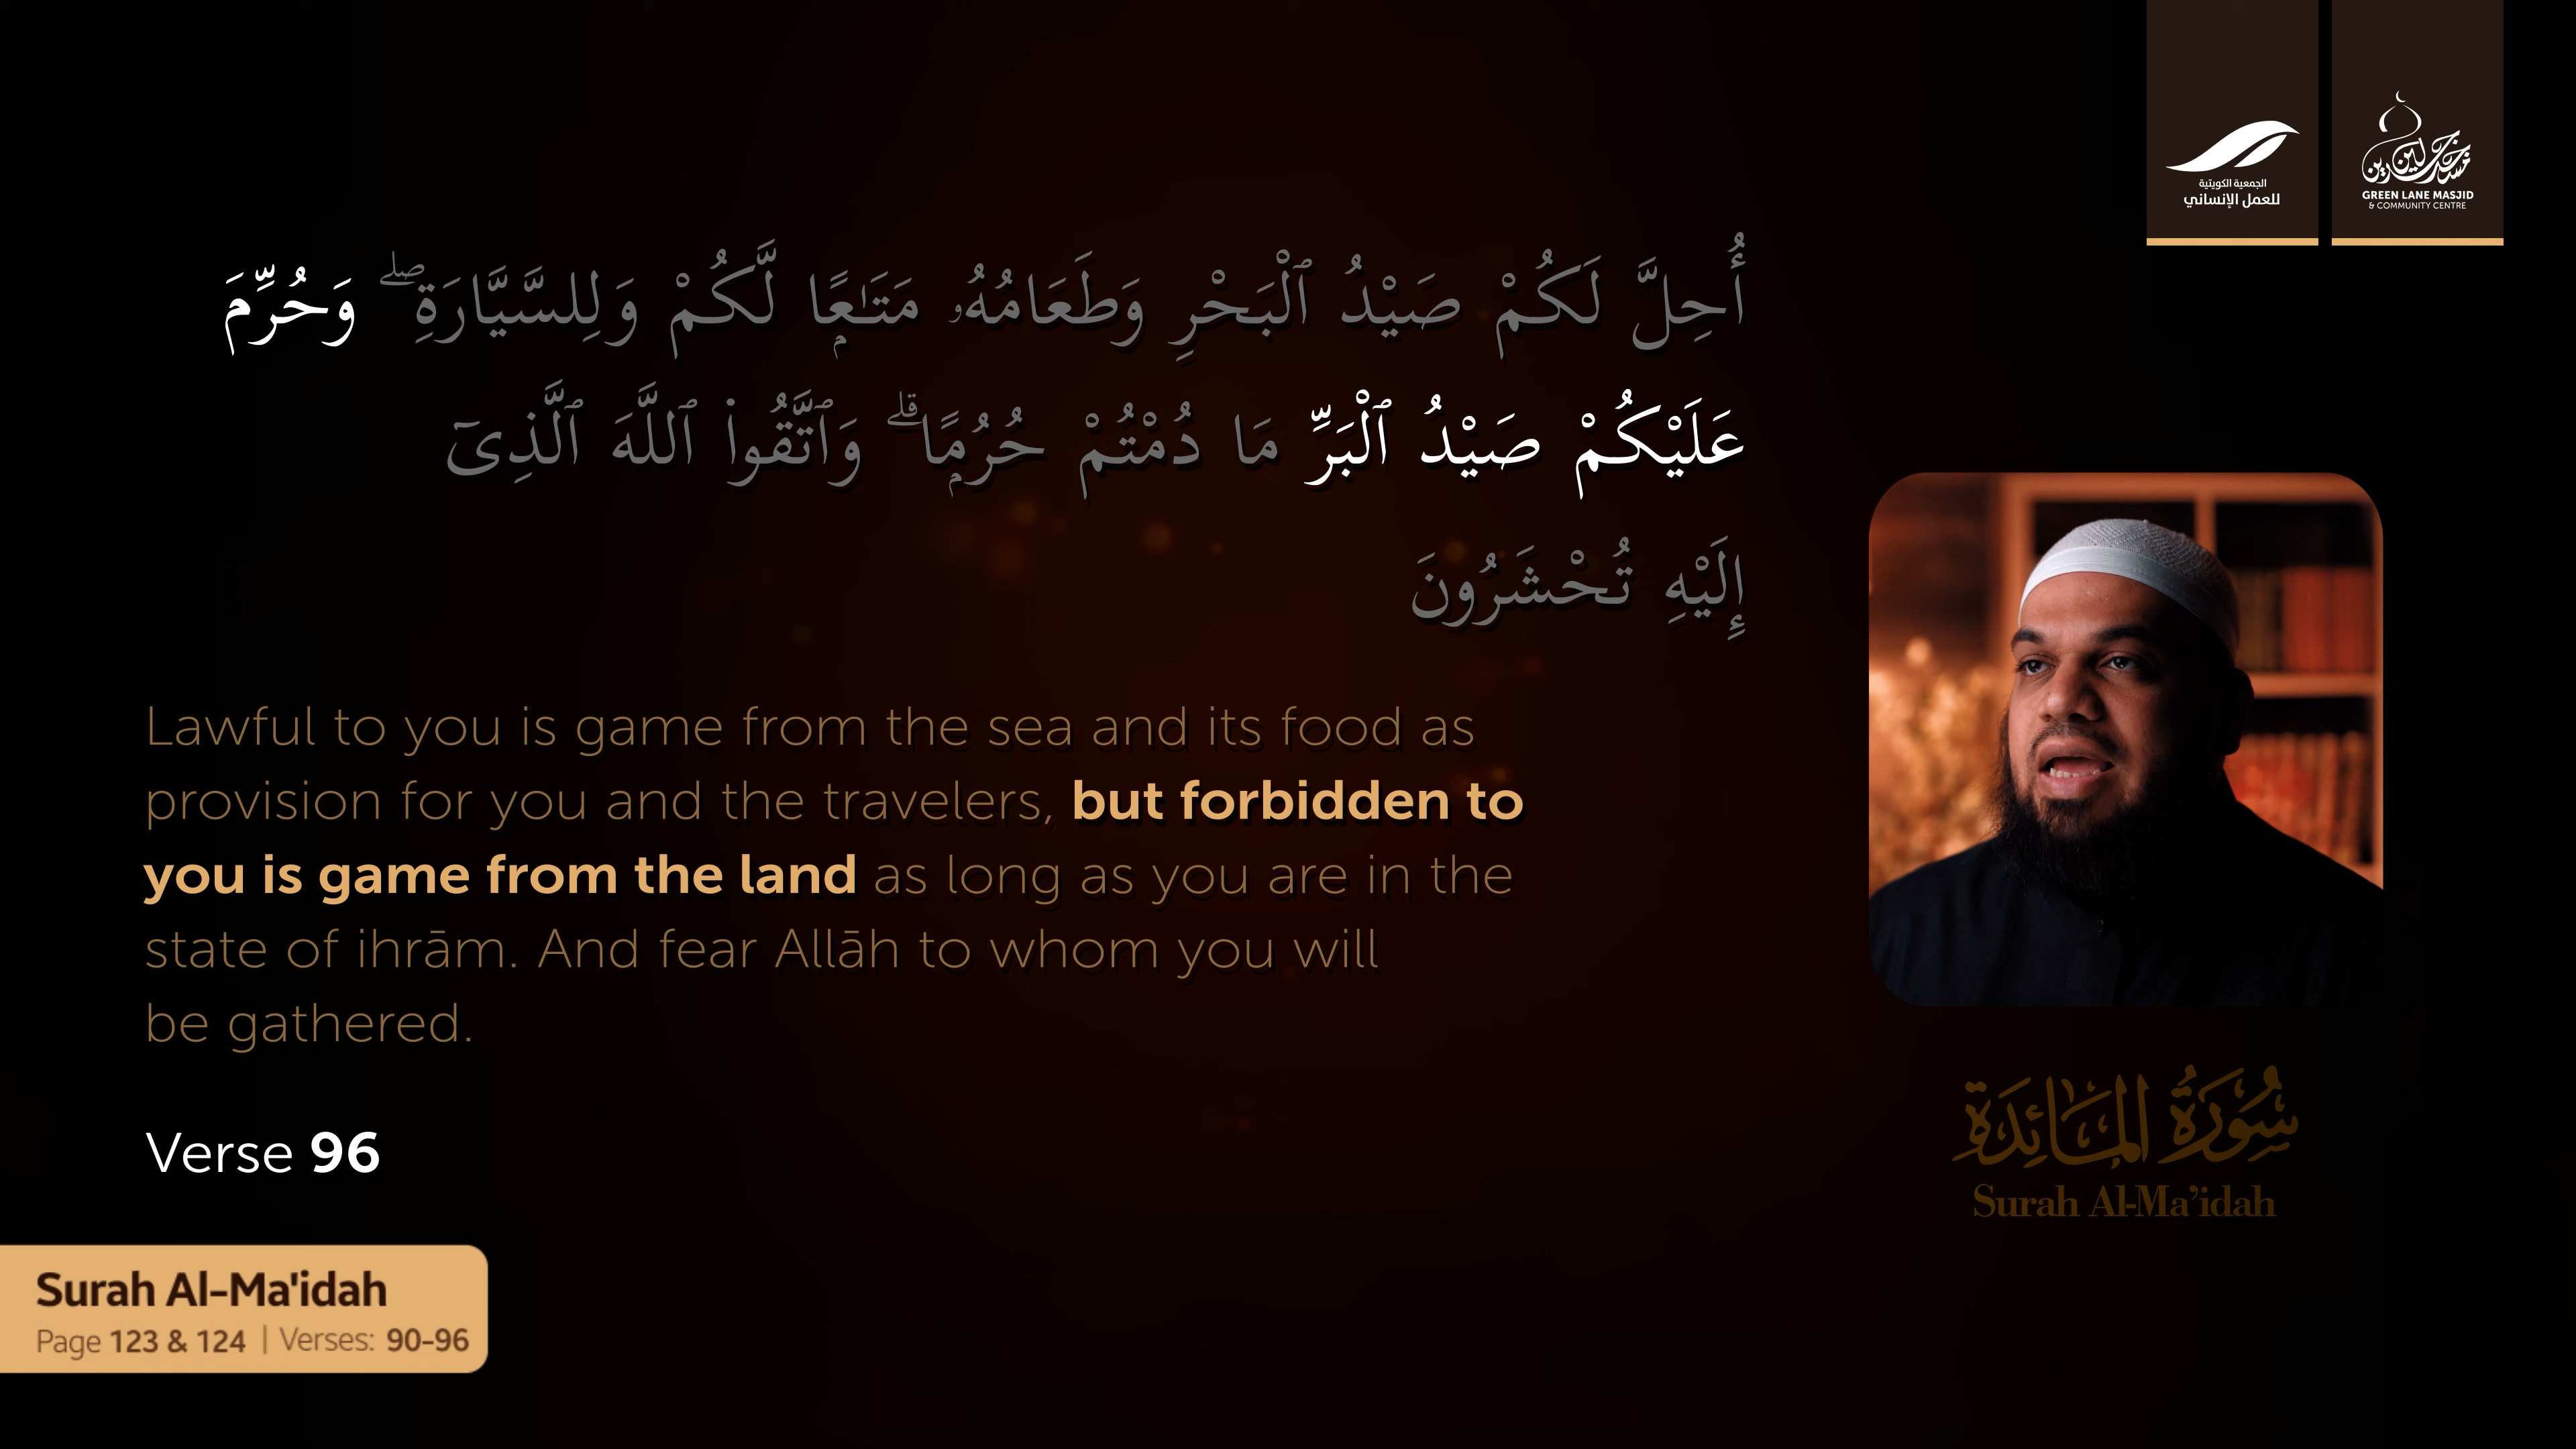 الجمعية الكويتية
للعمل الإنساني
مسجد جرين لين
GREEN LANE MASJID
& COMMUNITY CENTRE
أُحِلَّ لَكُمْ صَيْدُ ٱلْبَحْرِ وَطَعَامُهُۥ مَتَـٰعًۭا لَّكُمْ وَلِلسَّيَّارَةِ ۖ وَحُرِّمَ
عَلَيْكُمْ صَيْدُ ٱلْبَرِّ مَا دُمْتُمْ حُرُمًۭا ۗ وَٱتَّقُوا۟ ٱللَّهَ ٱلَّذِىٓ
إِلَيْهِ تُحْشَرُونَ
Lawful to you is game from the sea and its food as
provision for you and the travelers, but forbidden to
you is game from the land as long as you are in the
state of ihrām. And fear Allāh to whom you will
be gathered.
Verse 96
سُورَةُ المَائِدَةِ
Surah Al-Ma’idah
Surah Al-Ma'idah
Page 123 & 124 | Verses: 90-96